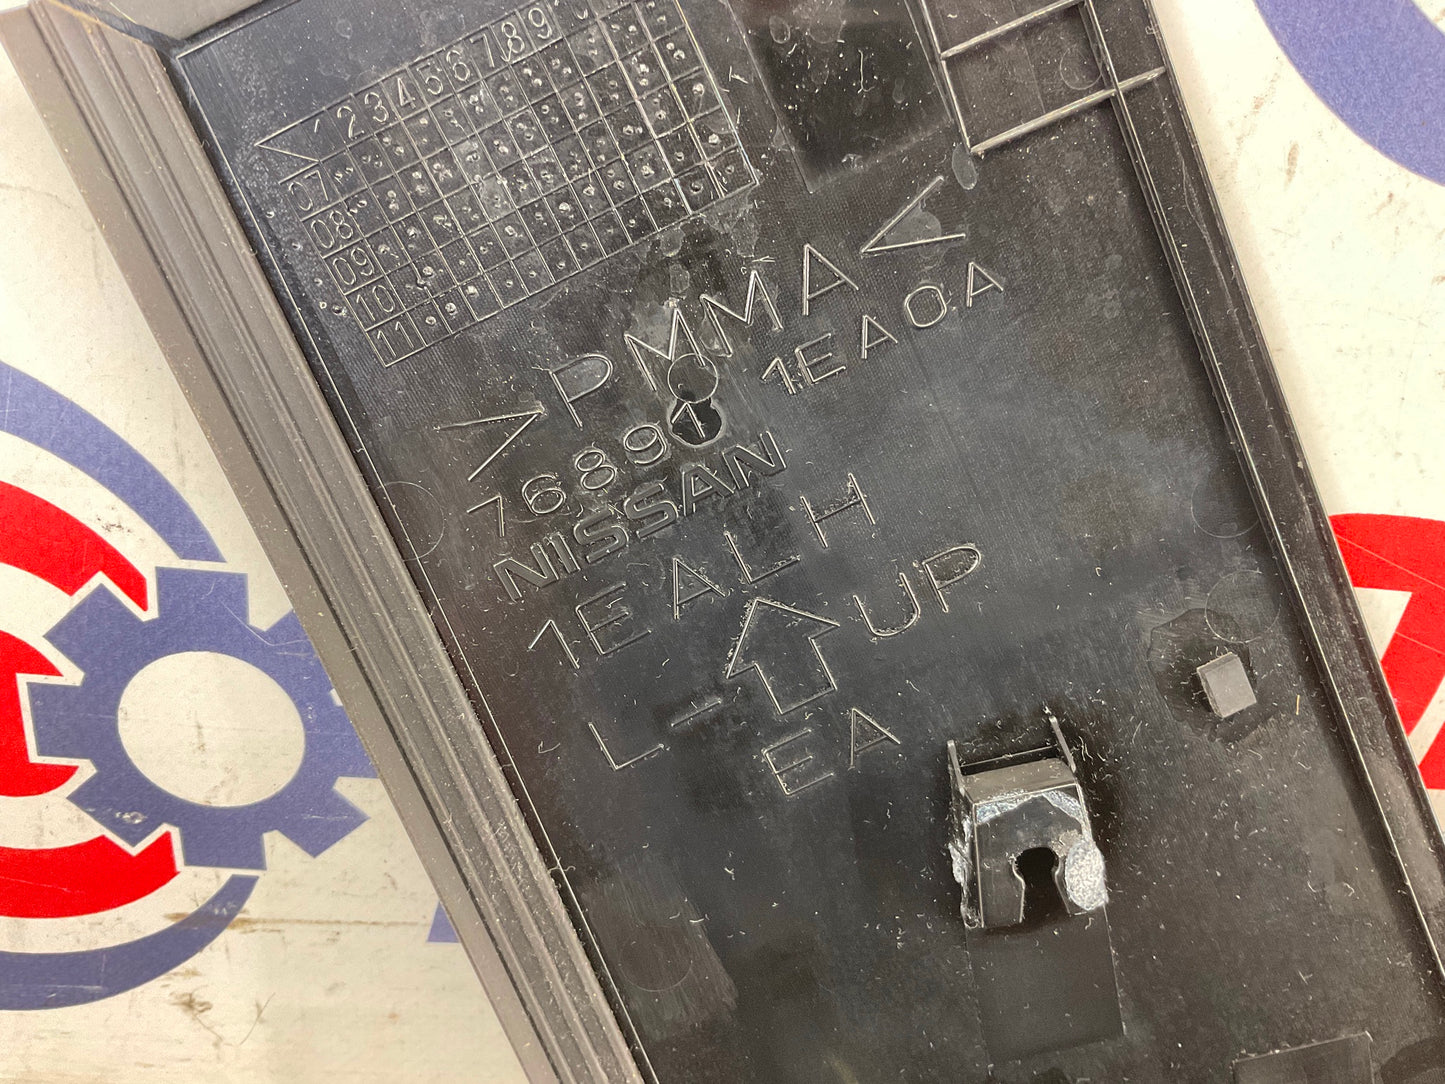 1 2 3 4 5 6 7 8 9
07
08
09
10
11
>PMMA<
76891 1EA0A
NISSAN
1EALH
UP
L-EA